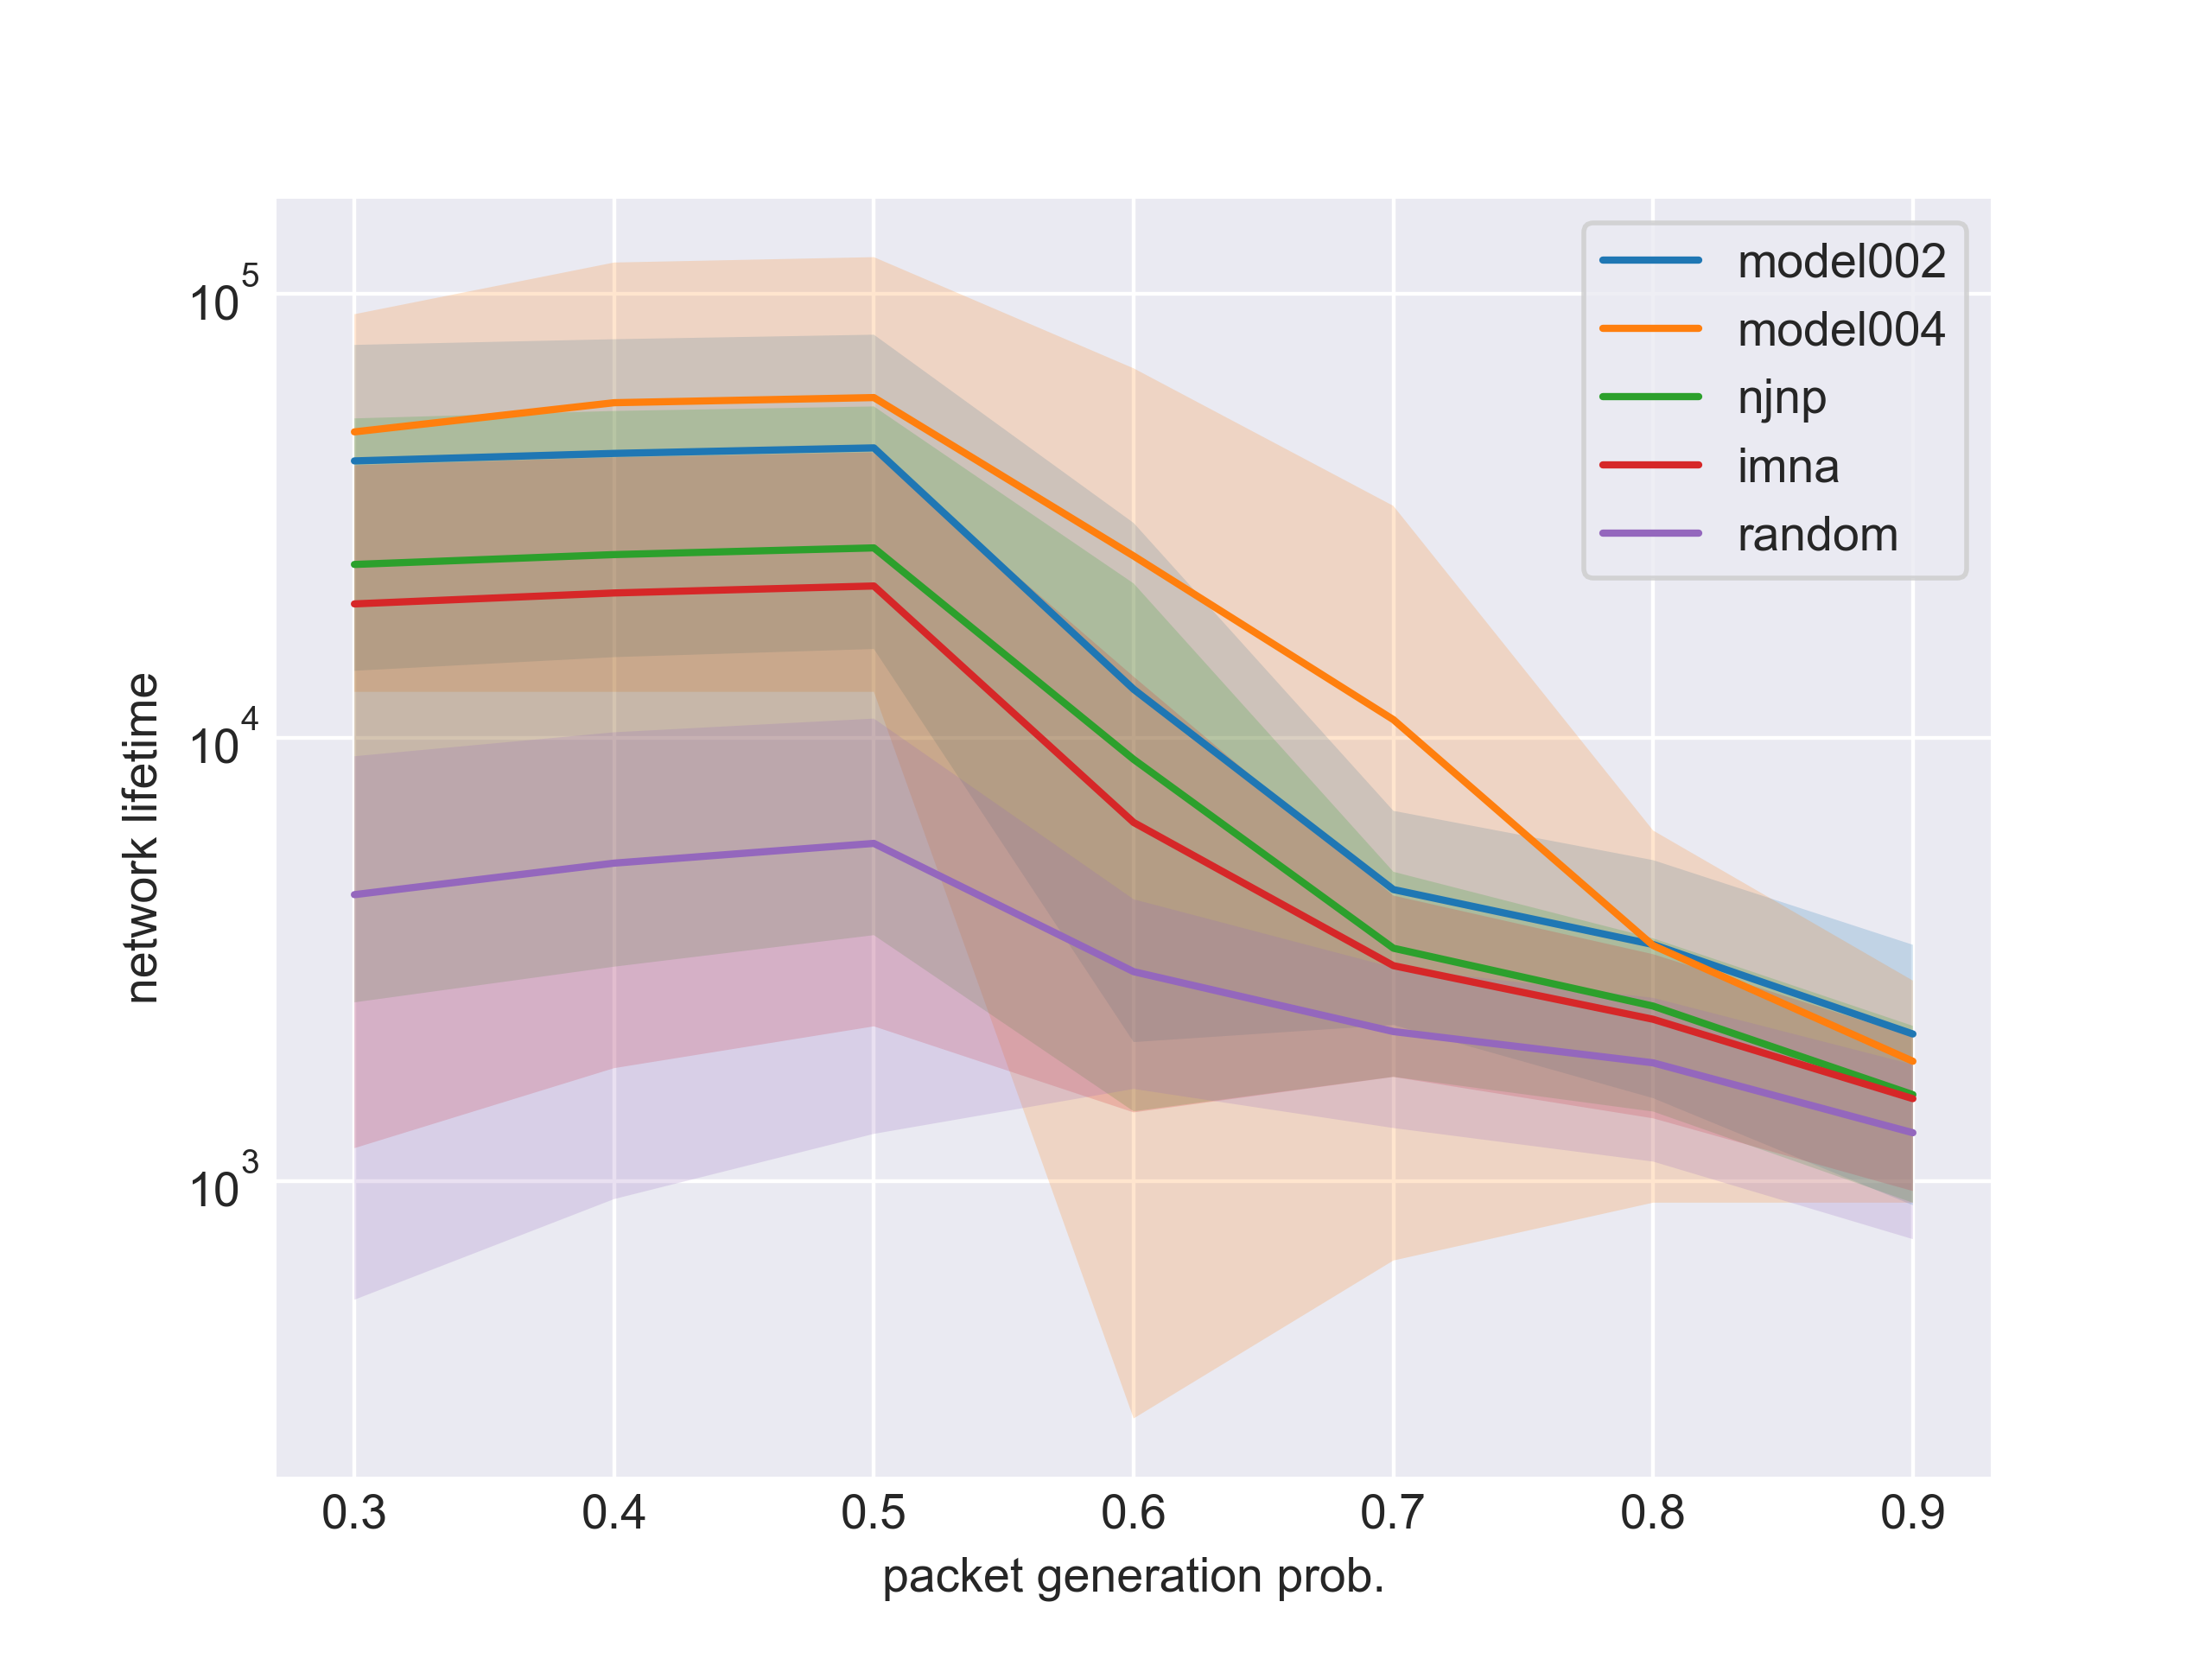 model002
model004
njnp
imna
random
10^5
10^4
10^3
network lifetime
0.3 0.4 0.5 0.6 0.7 0.8 0.9
packet generation prob.